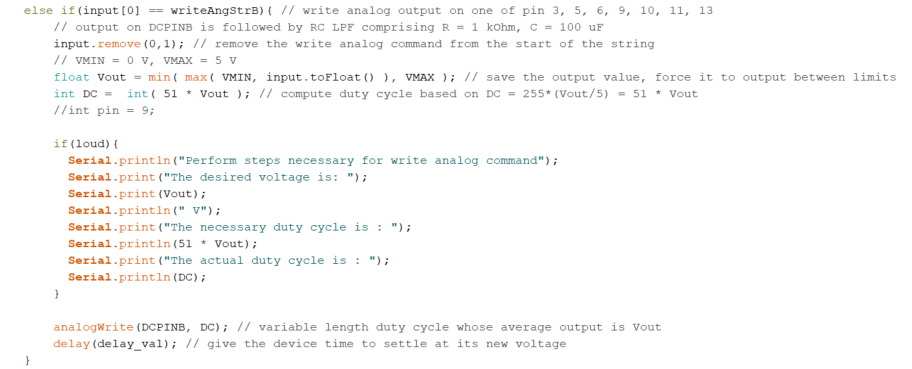 else if(input[0] == writeAngStrB){ // write analog output on one of pin 3, 5, 6, 9, 10, 11, 13
// output on DCPINB is followed by RC LPF comprising R = 1 kOhm, C = 100 uF
input.remove(0,1); // remove the write analog command from the start of the string
// VMIN = 0 V, VMAX = 5 V
float Vout = min( max( VMIN, input.toFloat() ), VMAX ); // save the output value, force it to output between limits
int DC =  int( 51 * Vout ); // compute duty cycle based on DC = 255*(Vout/5) = 51 * Vout
//int pin = 9;
if(loud){
Serial.println("Perform steps necessary for write analog command");
Serial.print("The desired voltage is: ");
Serial.print(Vout);
Serial.println(" V");
Serial.print("The necessary duty cycle is : ");
Serial.println(51 * Vout);
Serial.print("The actual duty cycle is : ");
Serial.println(DC);
}
analogWrite(DCPINB, DC); // variable length duty cycle whose average output is Vout
delay(delay_val); // give the device time to settle at its new voltage
}